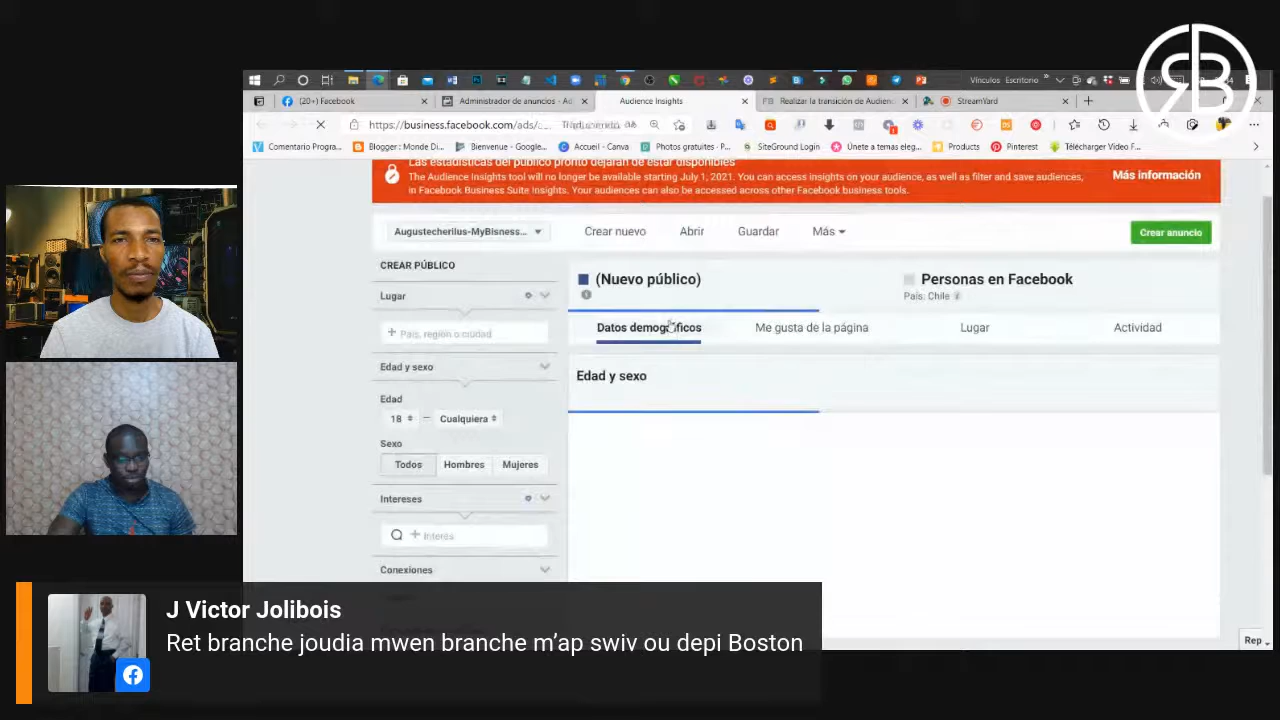 RB
Vínculos Escritorio
(20+) Facebook
Administrador de anuncios - Ad
Audience Insights
Realizar la transición de Audien
StreamYard
https://business.facebook.com/ads/...
Comentario Progra...
Blogger : Monde Di...
Bienvenue - Google...
Accueil - Canva
Photos gratuites · P...
SiteGround Login
Únete a temas eleg...
Products
Pinterest
Télécharger Video F...
Las estadísticas del público pronto dejarán de estar disponibles
The Audience Insights tool will no longer be available starting July 1, 2021. You can access insights on your audience, as well as filter and save audiences,
in Facebook Business Suite Insights. Your audiences can also be accessed across other Facebook business tools.
Más información
Augustecherilus-MyBisness...
Crear nuevo
Abrir
Guardar
Más
Crear anuncio
CREAR PÚBLICO
(Nuevo público)
Personas en Facebook
País: Chile
Lugar
+ País, región o ciudad
Datos demográficos
Me gusta de la página
Lugar
Actividad
Edad y sexo
Edad y sexo
Edad
18 – Cualquiera
Sexo
Todos
Hombres
Mujeres
Intereses
+ Interés
Conexiones
Rep
J Victor Jolibois
Ret branche joudia mwen branche m’ap swiv ou depi Boston